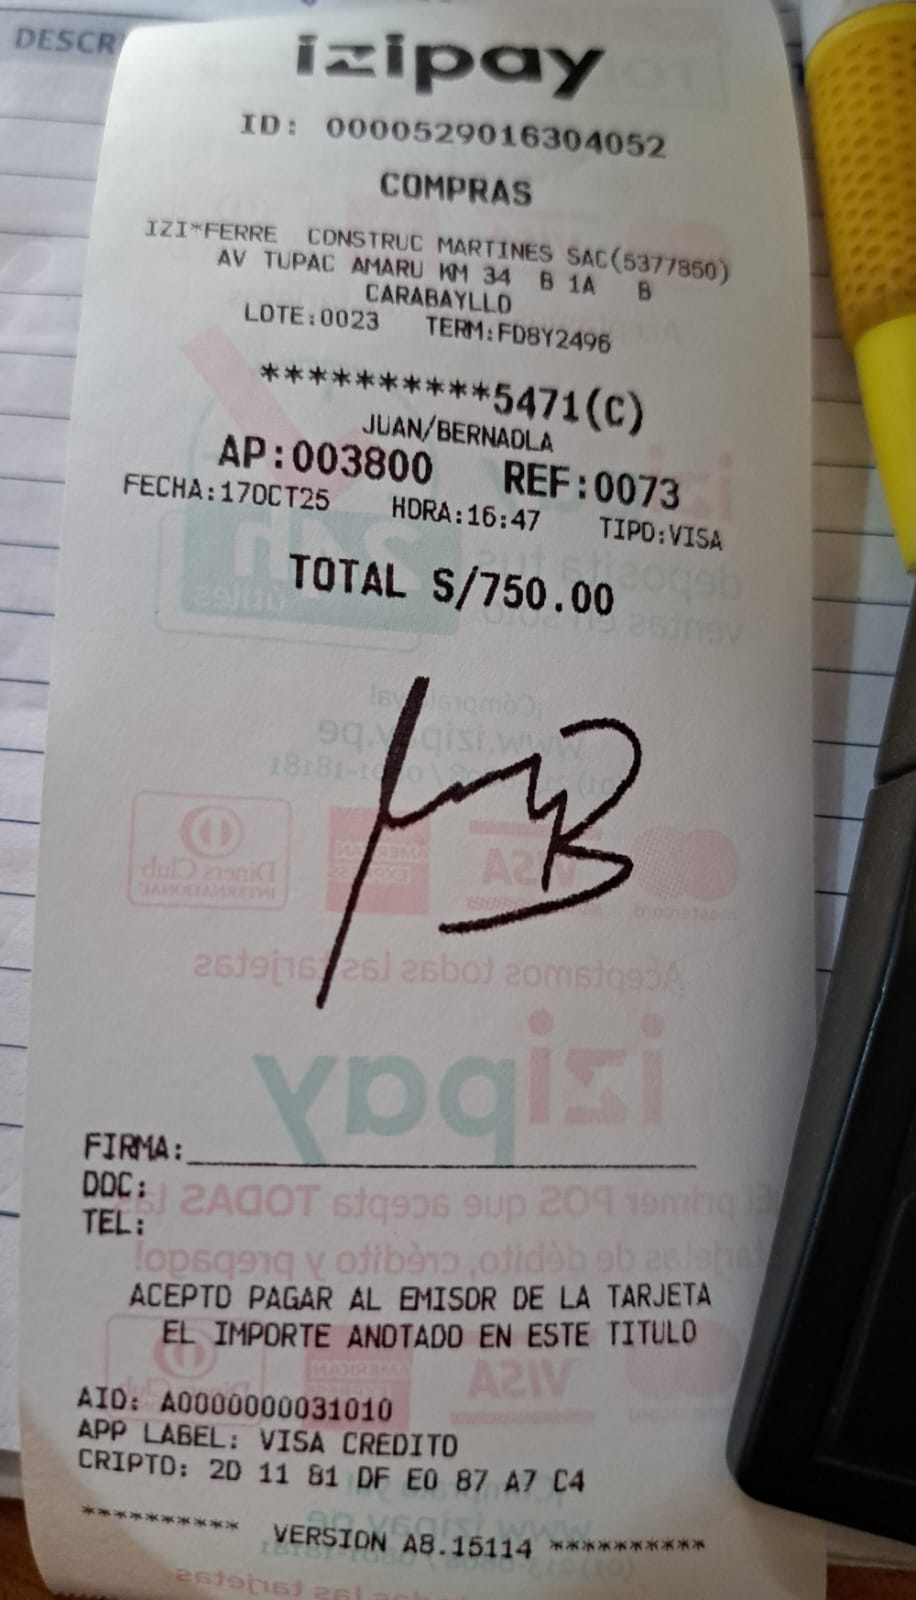 DESCR
izipay
ID: 0000529016304052
COMPRAS
IZI*FERRE CONSTRUC MARTINES SAC(5377850)
AV TUPAC AMARU KM 34 B 1A B
CARABAYLLO
LOTE:0023 TERM:FD8Y2496
**********5471(C)
JUAN/BERNAOLA
AP:003800 REF:0073
FECHA:17OCT25 HORA:16:47 TIPO:VISA
TOTAL S/750.00
FIRMA:
DOC:
TEL:
ACEPTO PAGAR AL EMISOR DE LA TARJETA
EL IMPORTE ANOTADO EN ESTE TITULO
AID: A0000000031010
APP LABEL: VISA CREDITO
CRIPTO: 2D 11 81 DF E0 87 A7 C4
********** VERSION A8.15114 **********